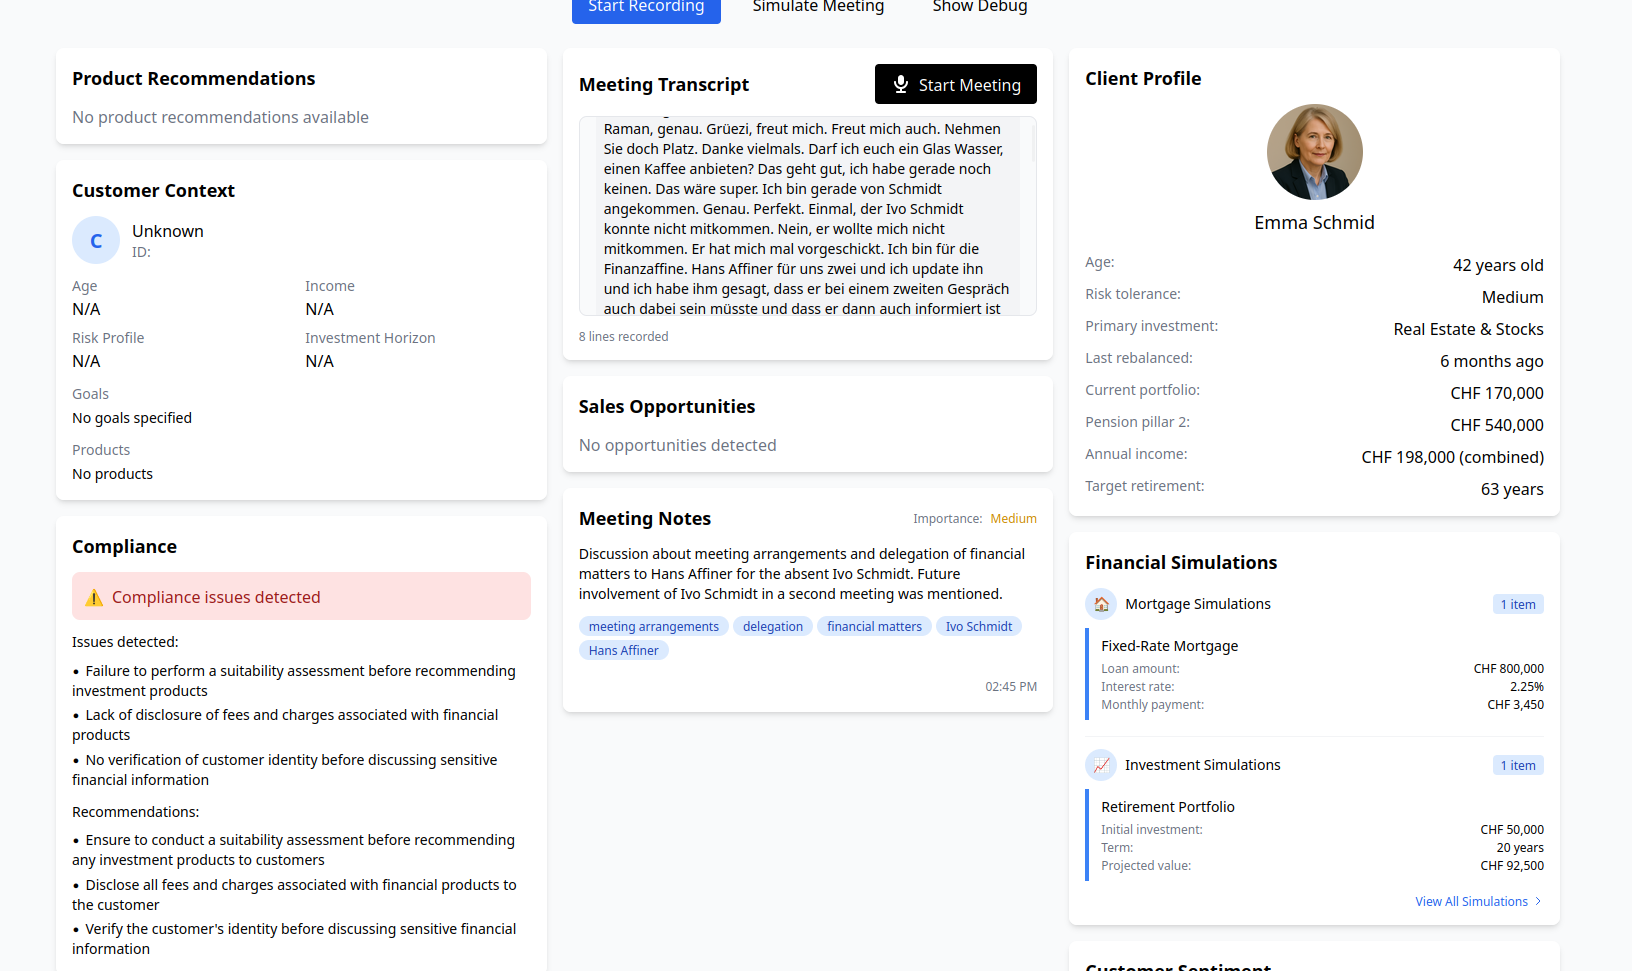 Start Recording
Simulate Meeting
Show Debug
Product Recommendations
No product recommendations available
Customer Context
C
Unknown
ID:
Age
Income
N/A
N/A
Risk Profile
Investment Horizon
N/A
N/A
Goals
No goals specified
Products
No products
Compliance
Compliance issues detected
Issues detected:
• Failure to perform a suitability assessment before recommending
investment products
• Lack of disclosure of fees and charges associated with financial
products
• No verification of customer identity before discussing sensitive
financial information
Recommendations:
• Ensure to conduct a suitability assessment before recommending
any investment products to customers
• Disclose all fees and charges associated with financial products to
the customer
• Verify the customer's identity before discussing sensitive financial
information
Meeting Transcript
Start Meeting
Raman, genau. Grüezi, freut mich. Freut mich auch. Nehmen
Sie doch Platz. Danke vielmals. Darf ich euch ein Glas Wasser,
einen Kaffee anbieten? Das geht gut, ich habe gerade noch
keinen. Das wäre super. Ich bin gerade von Schmidt
angekommen. Genau. Perfekt. Einmal, der Ivo Schmidt
konnte nicht mitkommen. Nein, er wollte mich nicht
mitkommen. Er hat mich mal vorgeschickt. Ich bin für die
Finanzaffine. Hans Affiner für uns zwei und ich update ihn
und ich habe ihm gesagt, dass er bei einem zweiten Gespräch
auch dabei sein müsste und dass er dann auch informiert ist
8 lines recorded
Sales Opportunities
No opportunities detected
Meeting Notes
Importance: Medium
Discussion about meeting arrangements and delegation of financial
matters to Hans Affiner for the absent Ivo Schmidt. Future
involvement of Ivo Schmidt in a second meeting was mentioned.
meeting arrangements
delegation
financial matters
Ivo Schmidt
Hans Affiner
02:45 PM
Client Profile
Emma Schmid
Age: 42 years old
Risk tolerance: Medium
Primary investment: Real Estate & Stocks
Last rebalanced: 6 months ago
Current portfolio: CHF 170,000
Pension pillar 2: CHF 540,000
Annual income: CHF 198,000 (combined)
Target retirement: 63 years
Financial Simulations
Mortgage Simulations
1 item
Fixed-Rate Mortgage
Loan amount: CHF 800,000
Interest rate: 2.25%
Monthly payment: CHF 3,450
Investment Simulations
1 item
Retirement Portfolio
Initial investment: CHF 50,000
Term: 20 years
Projected value: CHF 92,500
View All Simulations
Customer Sentiment